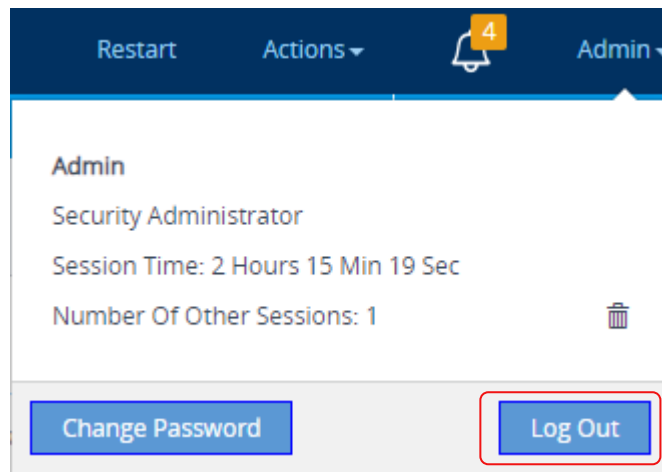 Restart Actions 4 Admin
Admin
Security Administrator
Session Time: 2 Hours 15 Min 19 Sec
Number Of Other Sessions: 1
Change Password Log Out